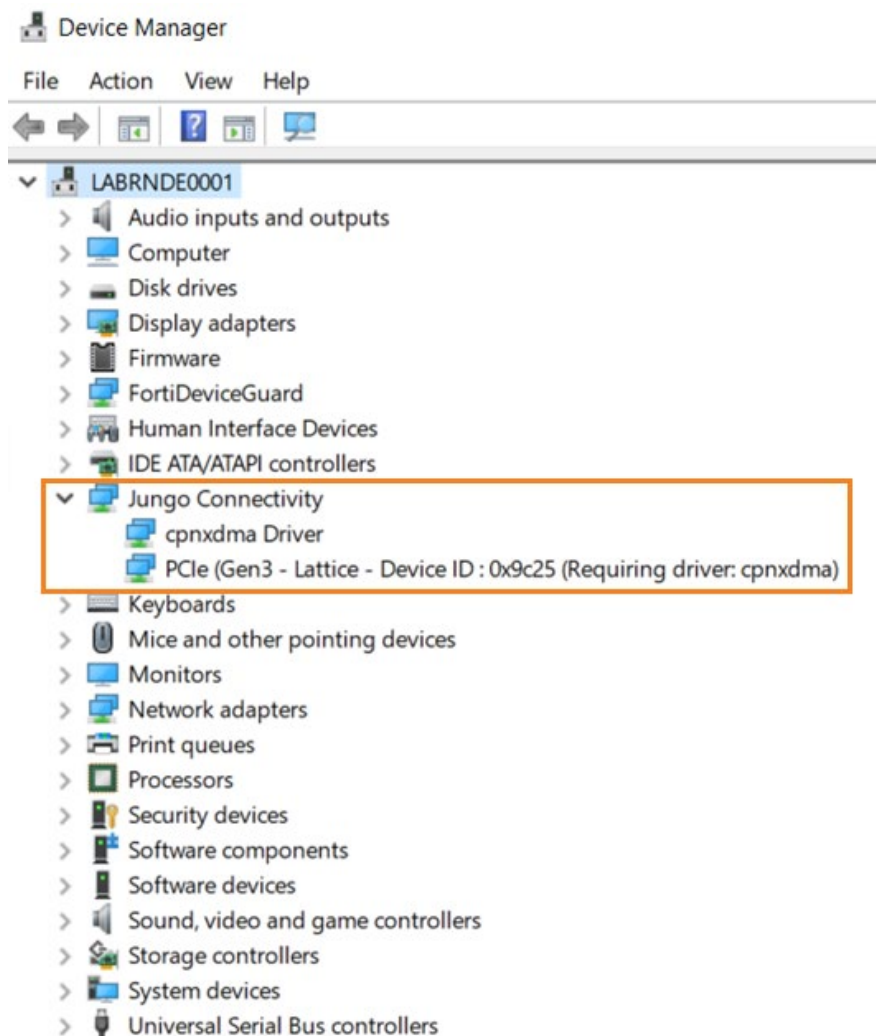 Device Manager
File Action View Help
LABRNDE0001
Audio inputs and outputs
Computer
Disk drives
Display adapters
Firmware
FortiDeviceGuard
Human Interface Devices
IDE ATA/ATAPI controllers
Jungo Connectivity
cpnxdma Driver
PCIe (Gen3 - Lattice - Device ID : 0x9c25 (Requiring driver: cpnxdma)
Keyboards
Mice and other pointing devices
Monitors
Network adapters
Print queues
Processors
Security devices
Software components
Software devices
Sound, video and game controllers
Storage controllers
System devices
Universal Serial Bus controllers